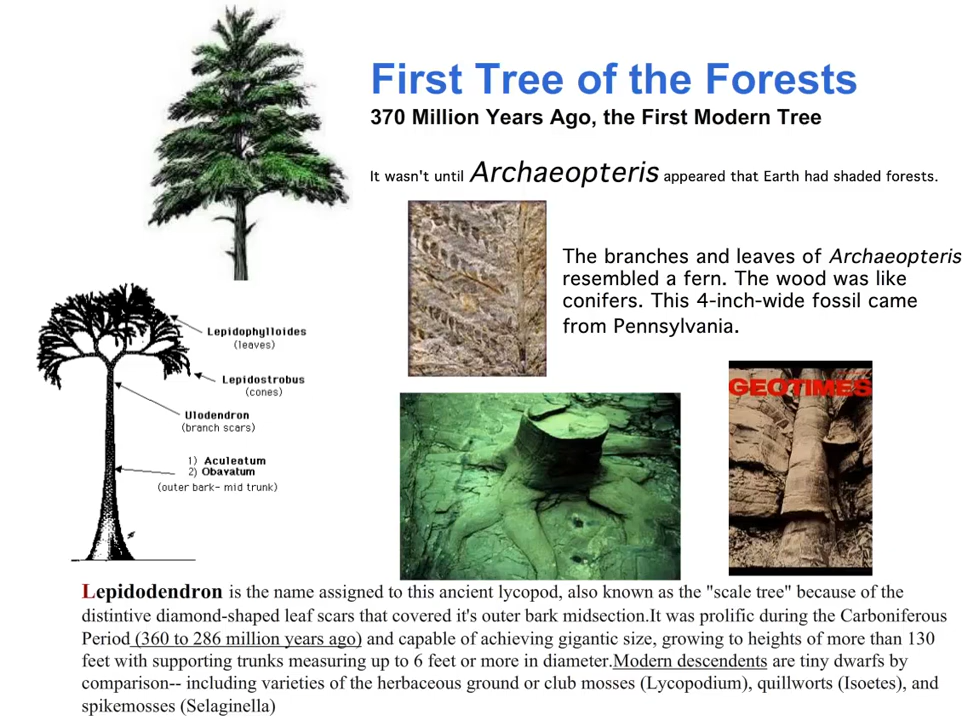 First Tree of the Forests
370 Million Years Ago, the First Modern Tree
It wasn't until Archaeopteris appeared that Earth had shaded forests.
The branches and leaves of Archaeopteris
resembled a fern. The wood was like
conifers. This 4-inch-wide fossil came
from Pennsylvania.
Lepidophylloides
(leaves)
Lepidostrobus
(cones)
Ulodendron
(branch scars)
1) Aculeatum
2) Obavatum
(outer bark- mid trunk)
GEOTIMES
Lepidodendron is the name assigned to this ancient lycopod, also known as the "scale tree" because of the
distintive diamond-shaped leaf scars that covered it's outer bark midsection.It was prolific during the Carboniferous
Period (360 to 286 million years ago) and capable of achieving gigantic size, growing to heights of more than 130
feet with supporting trunks measuring up to 6 feet or more in diameter.Modern descendents are tiny dwarfs by
comparison-- including varieties of the herbaceous ground or club mosses (Lycopodium), quillworts (Isoetes), and
spikemosses (Selaginella)